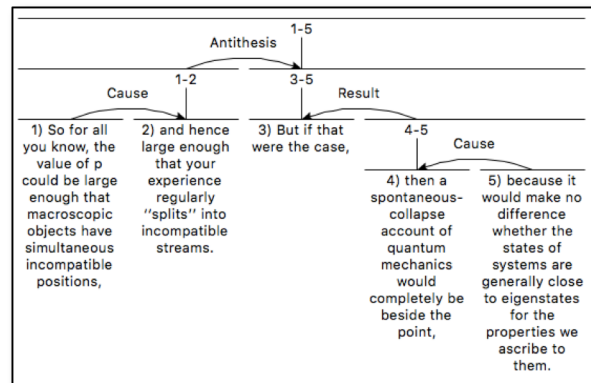 1-5
Antithesis
1-2
3-5
Cause
Result
1) So for all
you know, the
value of p
could be large
enough that
macroscopic
objects have
simultaneous
incompatible
positions,
2) and hence
large enough
that your
experience
regularly
"splits" into
incompatible
streams.
3) But if that
were the case,
4-5
Cause
4) then a
spontaneous-
collapse
account of
quantum
mechanics
would
completely be
beside the
point,
5) because it
would make no
difference
whether the
states of
systems are
generally close
to eigenstates
for the
properties we
ascribe to
them.